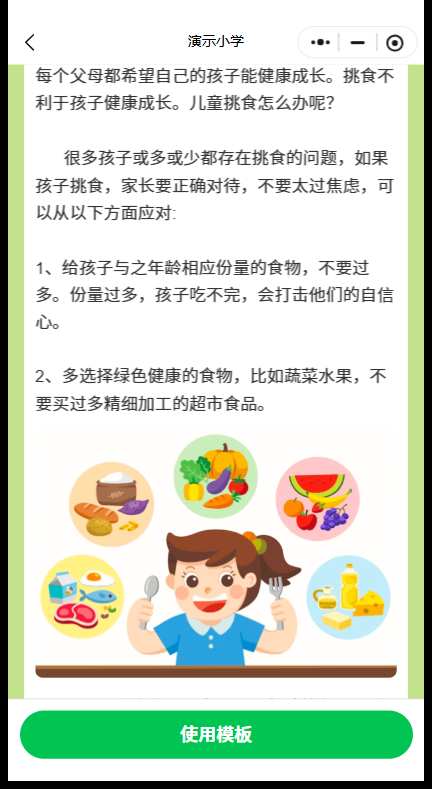 演示小学
每个父母都希望自己的孩子能健康成长。挑食不
利于孩子健康成长。儿童挑食怎么办呢？
很多孩子或多或少都存在挑食的问题，如果
孩子挑食，家长要正确对待，不要太过焦虑，可
以从以下方面应对:
1、给孩子与之年龄相应份量的食物，不要过
多。份量过多，孩子吃不完，会打击他们的自信
心。
2、多选择绿色健康的食物，比如蔬菜水果，不
要买过多精细加工的超市食品。
使用模板